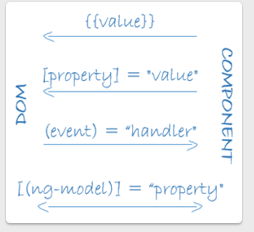 {{value}}
[property] = "value"
(event) = "handler"
[(ng-model)] = "property"
DOM
COMPONENT